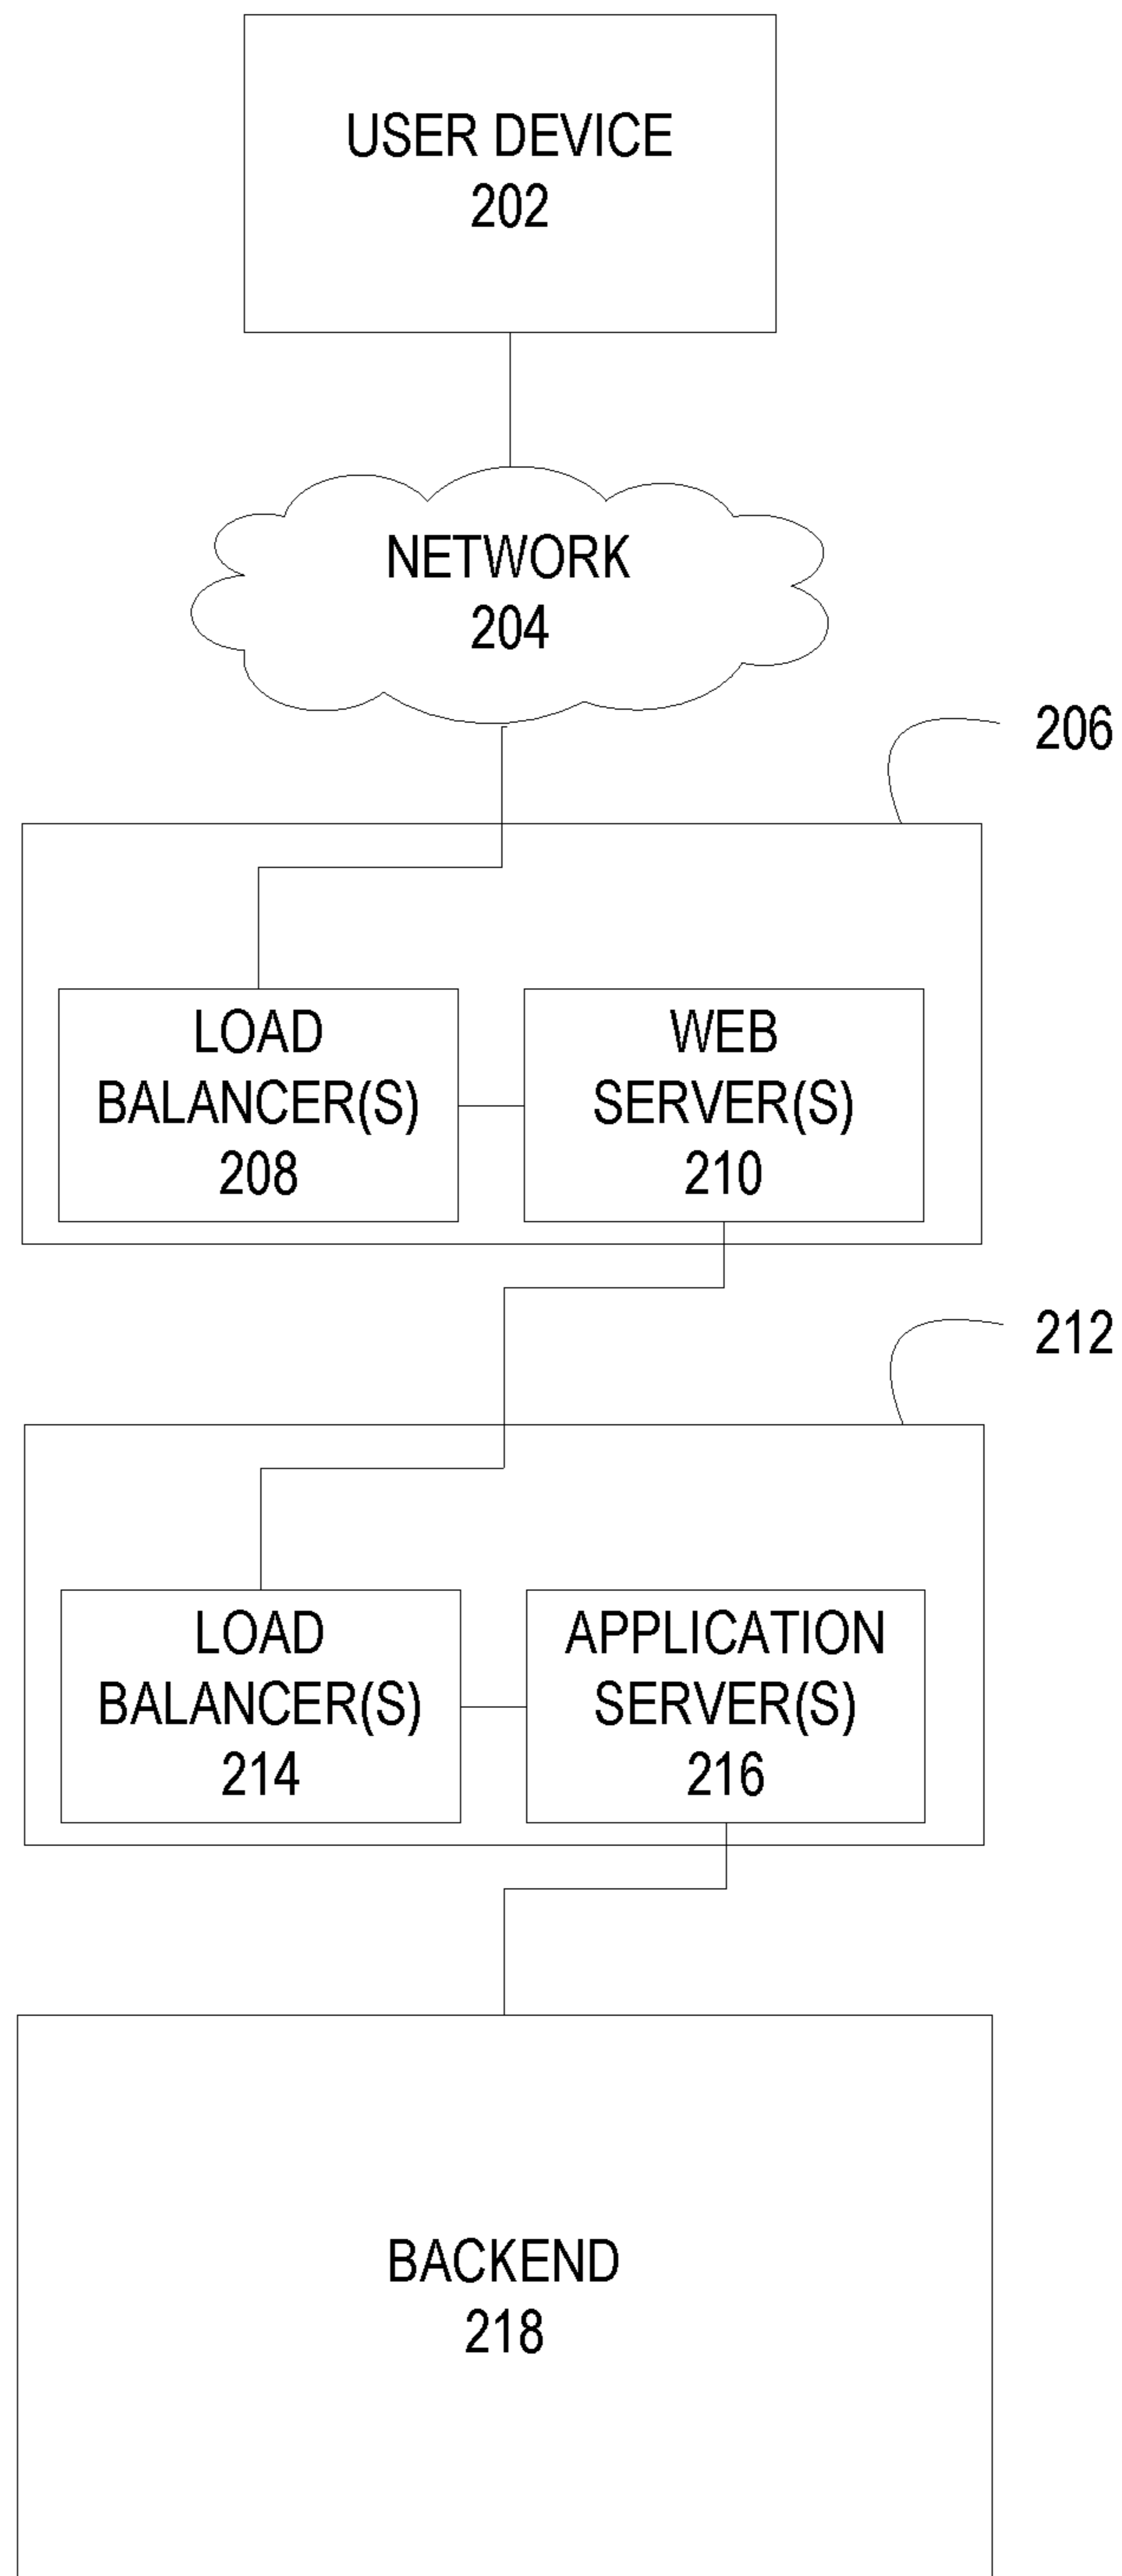 USER DEVICE
202
NETWORK
204
206
LOAD
BALANCER(S)
208
WEB
SERVER(S)
210
212
LOAD
BALANCER(S)
214
APPLICATION
SERVER(S)
216
BACKEND
218